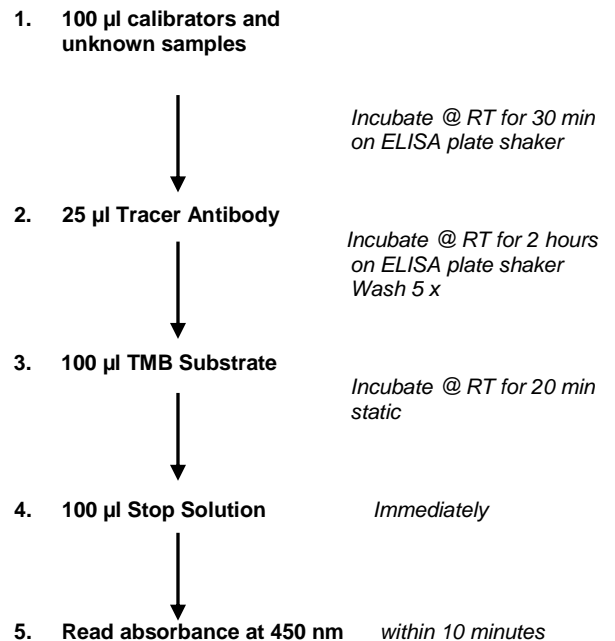 1. 100 µl calibrators and
unknown samples
Incubate @ RT for 30 min
on ELISA plate shaker
2. 25 µl Tracer Antibody
Incubate @ RT for 2 hours
on ELISA plate shaker
Wash 5 x
3. 100 µl TMB Substrate
Incubate @ RT for 20 min
static
4. 100 µl Stop Solution Immediately
5. Read absorbance at 450 nm within 10 minutes